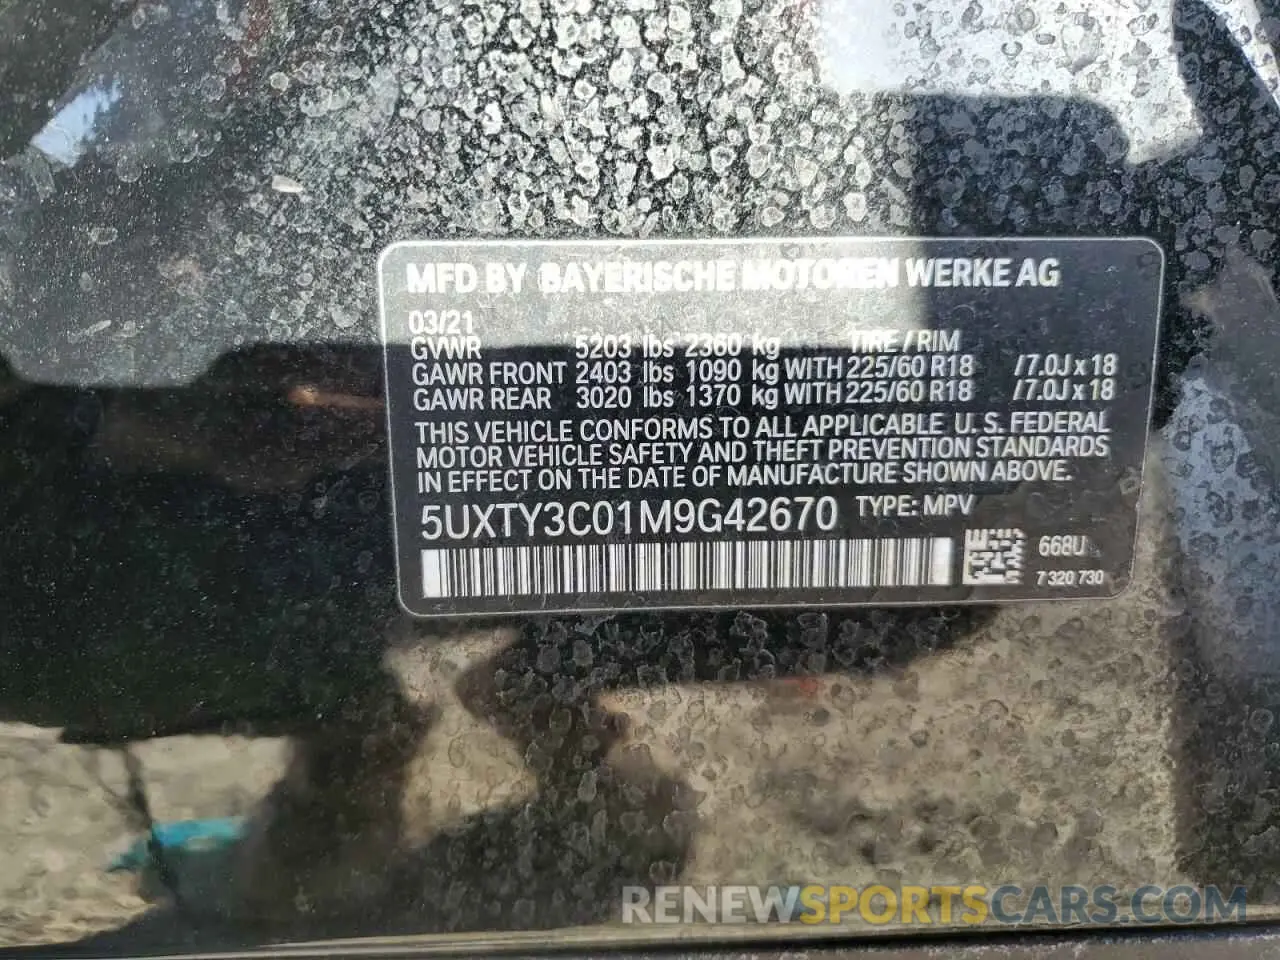 MFD BY BAYERISCHE MOTOREN WERKE AG
03/21
GVWR 5203 lbs 2360 kg TIRE / RIM
GAWR FRONT 2403 lbs 1090 kg WITH 225/60 R18 /7.0J x 18
GAWR REAR 3020 lbs 1370 kg WITH 225/60 R18 /7.0J x 18
THIS VEHICLE CONFORMS TO ALL APPLICABLE U. S. FEDERAL
MOTOR VEHICLE SAFETY AND THEFT PREVENTION STANDARDS
IN EFFECT ON THE DATE OF MANUFACTURE SHOWN ABOVE.
5UXTY3C01M9G42670 TYPE: MPV
668U
7 320 730
RENEWSPORTSCARS.COM